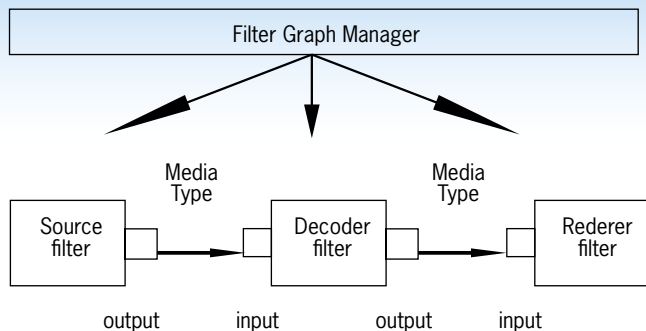 Filter Graph Manager
Media
Type
Media
Type
Source
filter
Decoder
filter
Rederer
filter
output
input
output
input